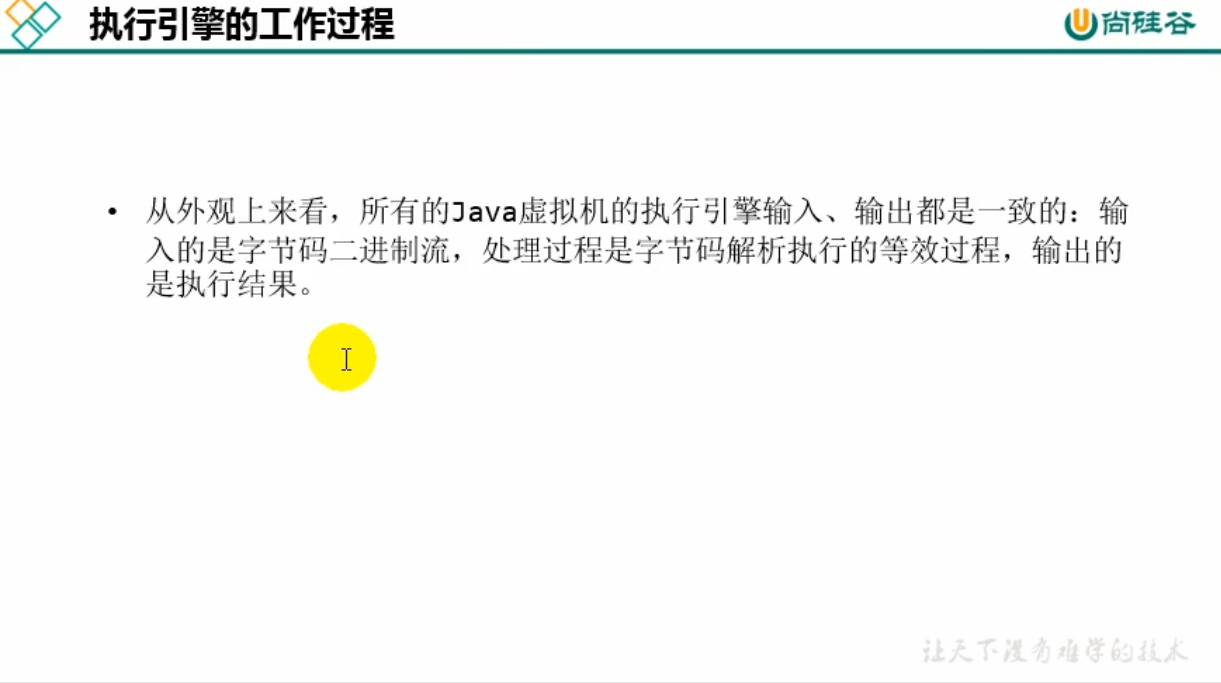 执行引擎的工作过程
尚硅谷
• 从外观上来看，所有的Java虚拟机的执行引擎输入、输出都是一致的：输
入的是字节码二进制流，处理过程是字节码解析执行的等效过程，输出的
是执行结果。
让天下没有难学的技术